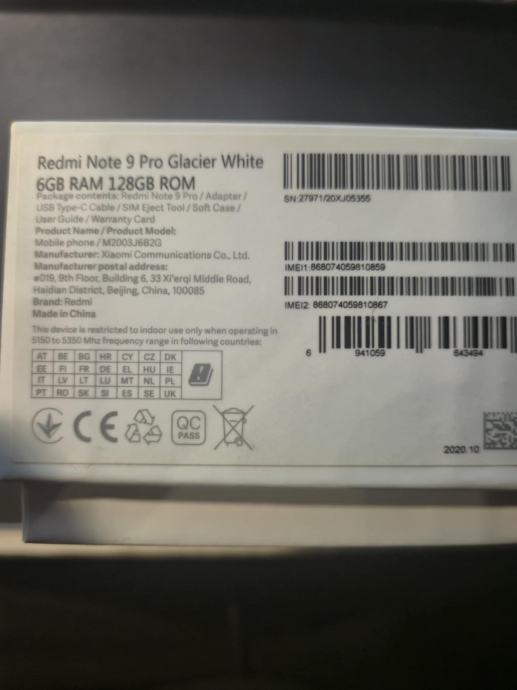 Redmi Note 9 Pro Glacier White
6GB RAM 128GB ROM
Package contents: Redmi Note 9 Pro / Adapter /
USB Type-C Cable / SIM Eject Tool / Soft Case /
User Guide / Warranty Card
Product Name / Product Model:
Mobile phone / M2003J6B2G
Manufacturer: Xiaomi Communications Co., Ltd.
Manufacturer postal address:
#019, 9th Floor, Building 6, 33 Xi'erqi Middle Road,
Haidian District, Beijing, China, 100085
Brand: Redmi
Made in China
This device is restricted to indoor use only when operating in
5150 to 5350 Mhz frequency range in following countries:
AT BE BG HR CY CZ DK
EE FI FR DE EL HU IE
IT LV LT LU MT NL PL
PT RO SK SI ES SE UK
CE
QC
PASS
SN:27971/20XJ05355
IMEI1:868074059810859
IMEI2: 868074059810867
6 941059 643494
2020.10